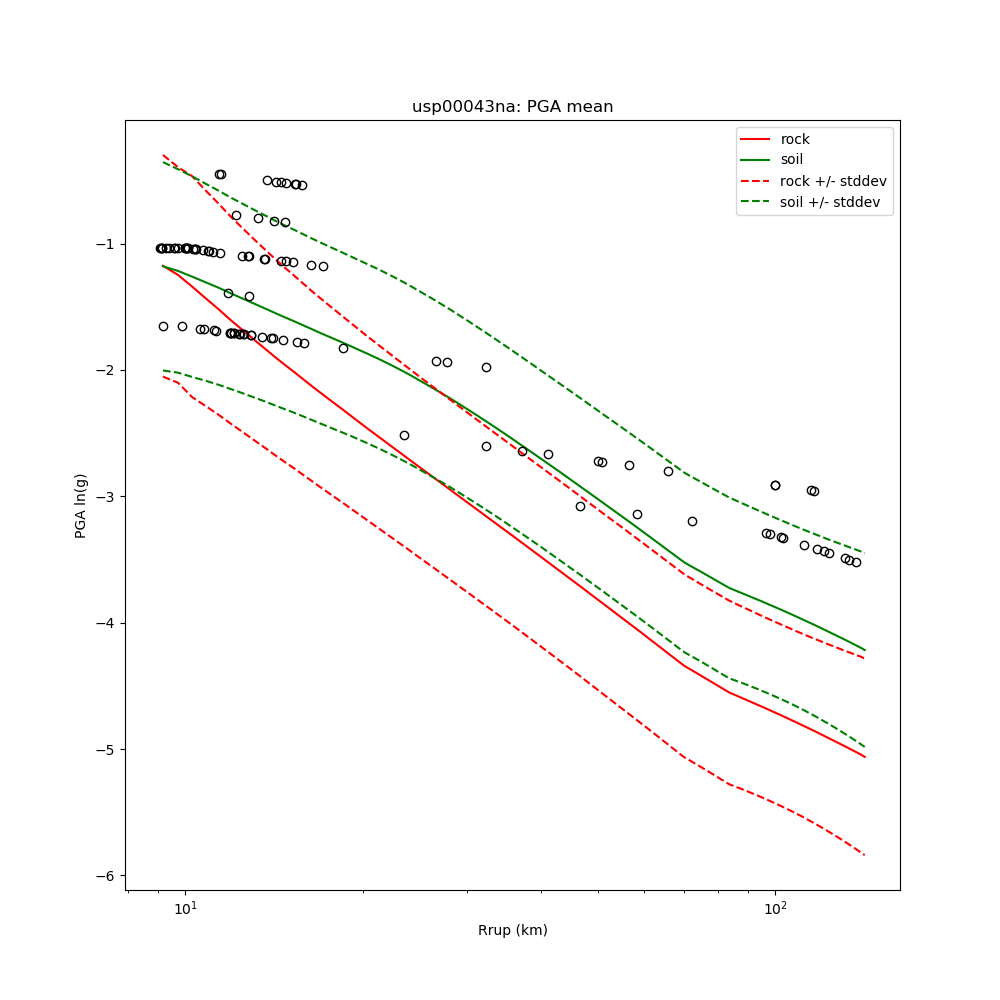 usp00043na: PGA mean
rock
soil
rock +/- stddev
soil +/- stddev
−1
−2
−3
−4
−5
−6
PGA ln(g)
10¹
10²
Rrup (km)